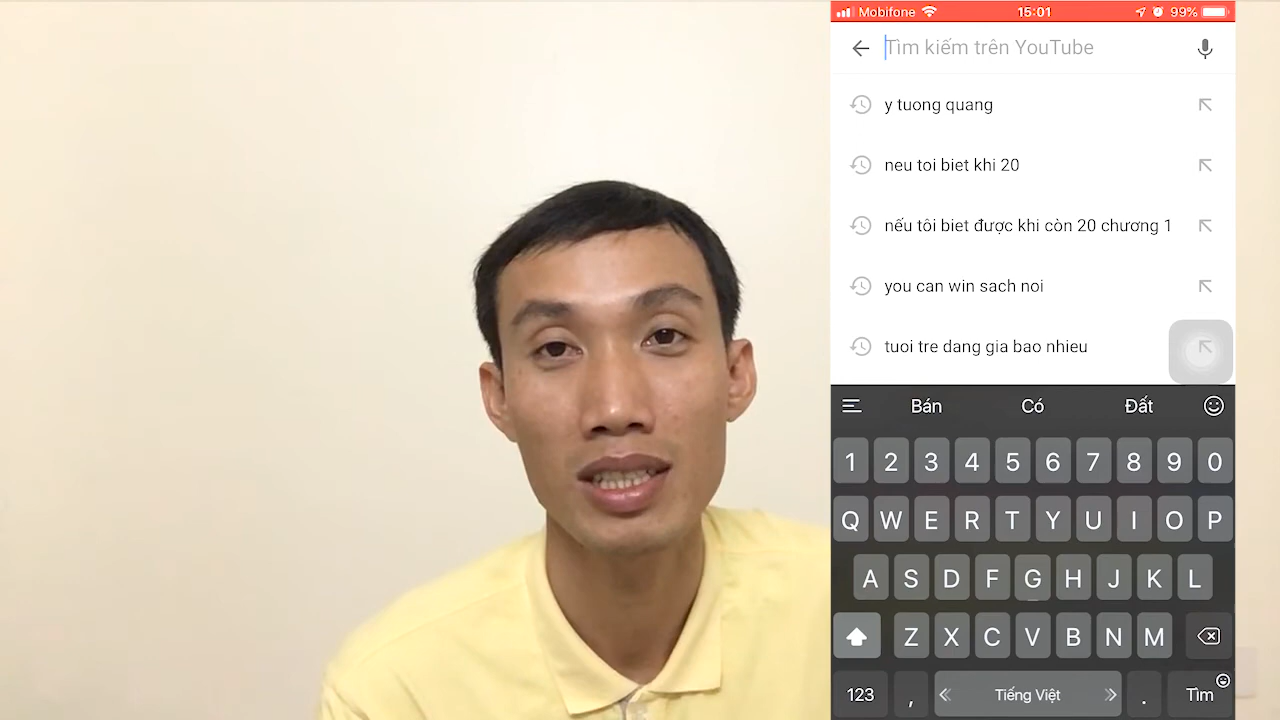 Mobifone 15:01 99%
Tìm kiếm trên YouTube
y tuong quang
neu toi biet khi 20
nếu tôi biet được khi còn 20 chương 1
you can win sach noi
tuoi tre dang gia bao nhieu
Bán Có Đất
1 2 3 4 5 6 7 8 9 0
Q W E R T Y U I O P
A S D F G H J K L
Z X C V B N M
123 , Tiếng Việt . Tìm